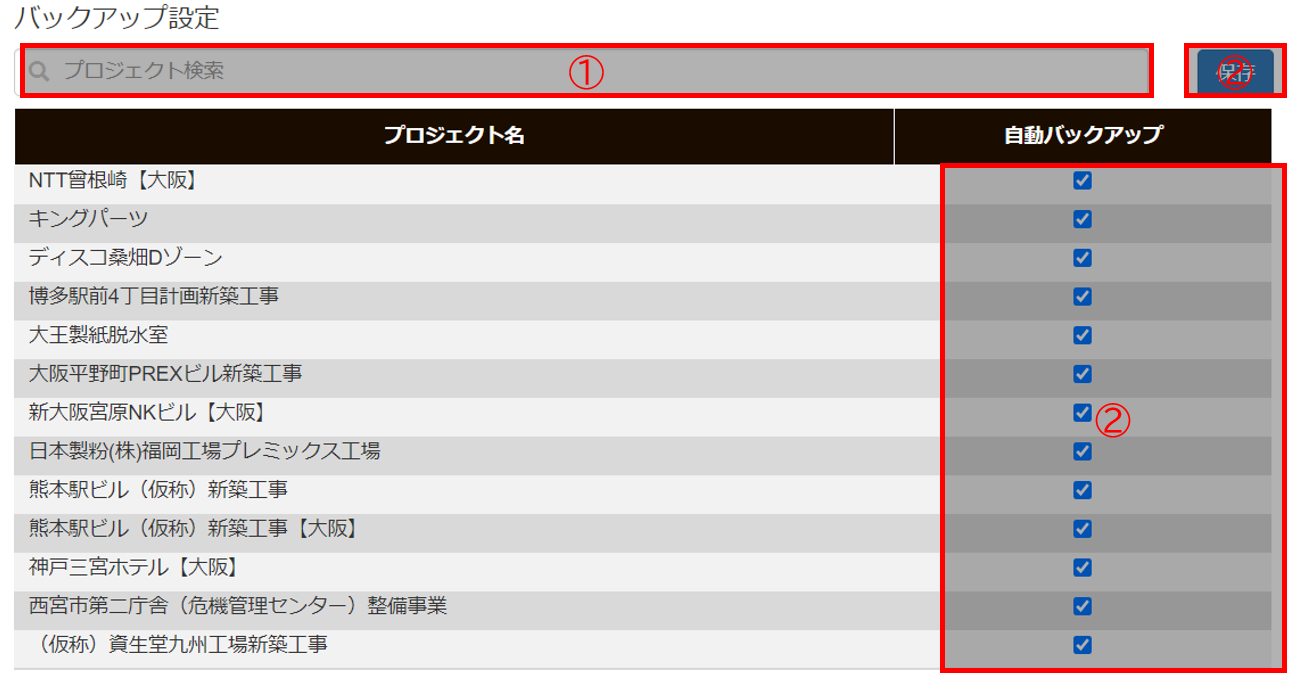 バックアップ設定
プロジェクト検索 ① 保存 ②
プロジェクト名 自動バックアップ
NTT曾根崎【大阪】
キングパーツ
ディスコ桑畑Dゾーン
博多駅前4丁目計画新築工事
大王製紙脱水室
大阪平野町PREXビル新築工事
新大阪宮原NKビル【大阪】 ②
日本製粉(株)福岡工場プレミックス工場
熊本駅ビル（仮称）新築工事
熊本駅ビル（仮称）新築工事【大阪】
神戸三宮ホテル【大阪】
西宮市第二庁舎（危機管理センター）整備事業
（仮称）資生堂九州工場新築工事